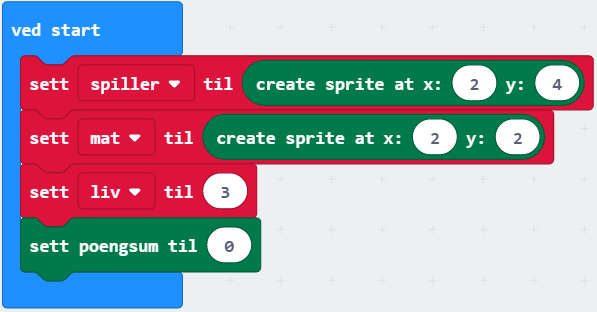 ved start
sett spiller til create sprite at x: 2 y: 4
sett mat til create sprite at x: 2 y: 2
sett liv til 3
sett poengsum til 0